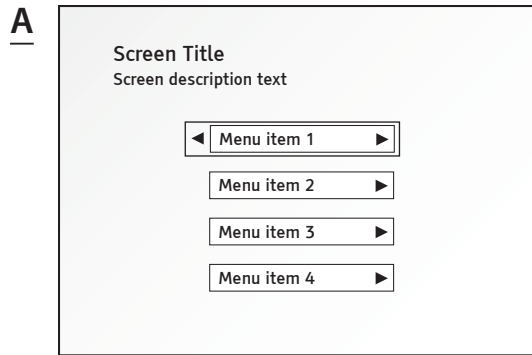 A
Screen Title
Screen description text
Menu item 1
Menu item 2
Menu item 3
Menu item 4